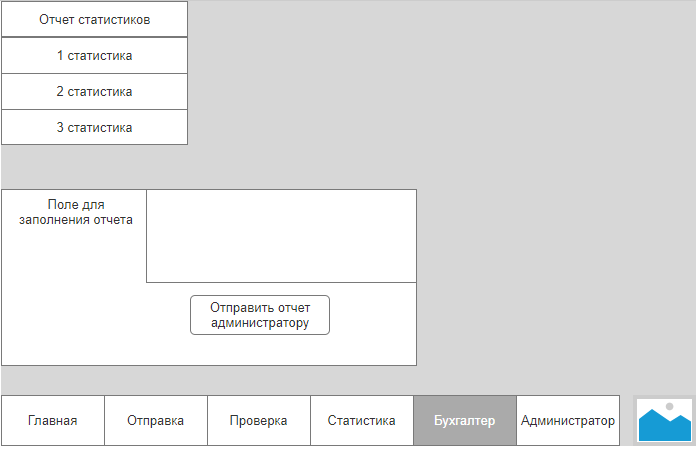 Отчет статистиков
1 статистика
2 статистика
3 статистика
Поле для
заполнения отчета
Отправить отчет
администратору
Главная
Отправка
Проверка
Статистика
Бухгалтер
Администратор